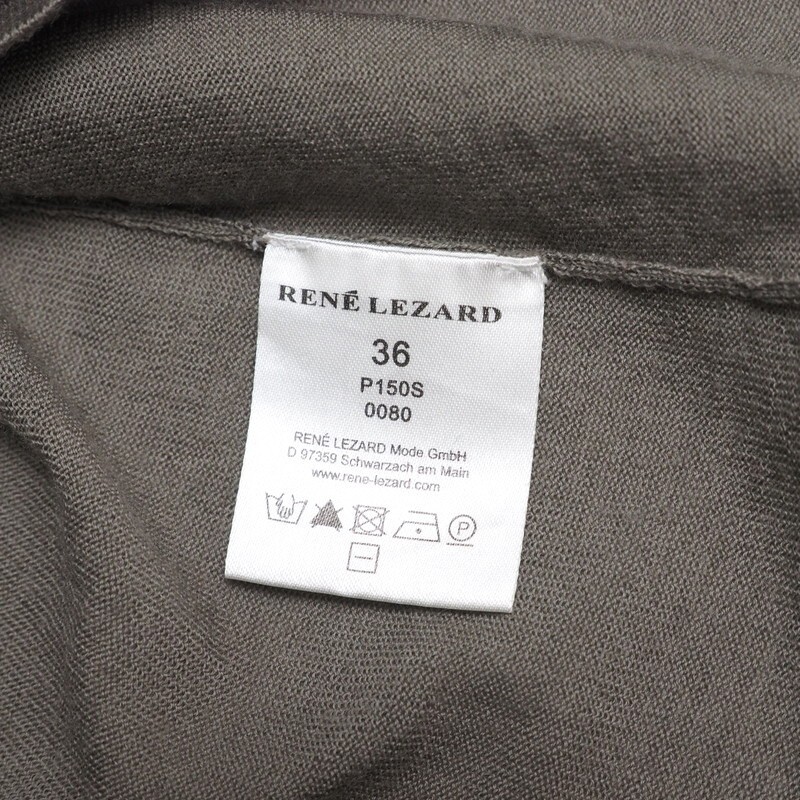 RENÉ LEZARD
36
P150S
0080
RENÉ LEZARD Mode GmbH
D 97359 Schwarzach am Main
www.rene-lezard.com
P